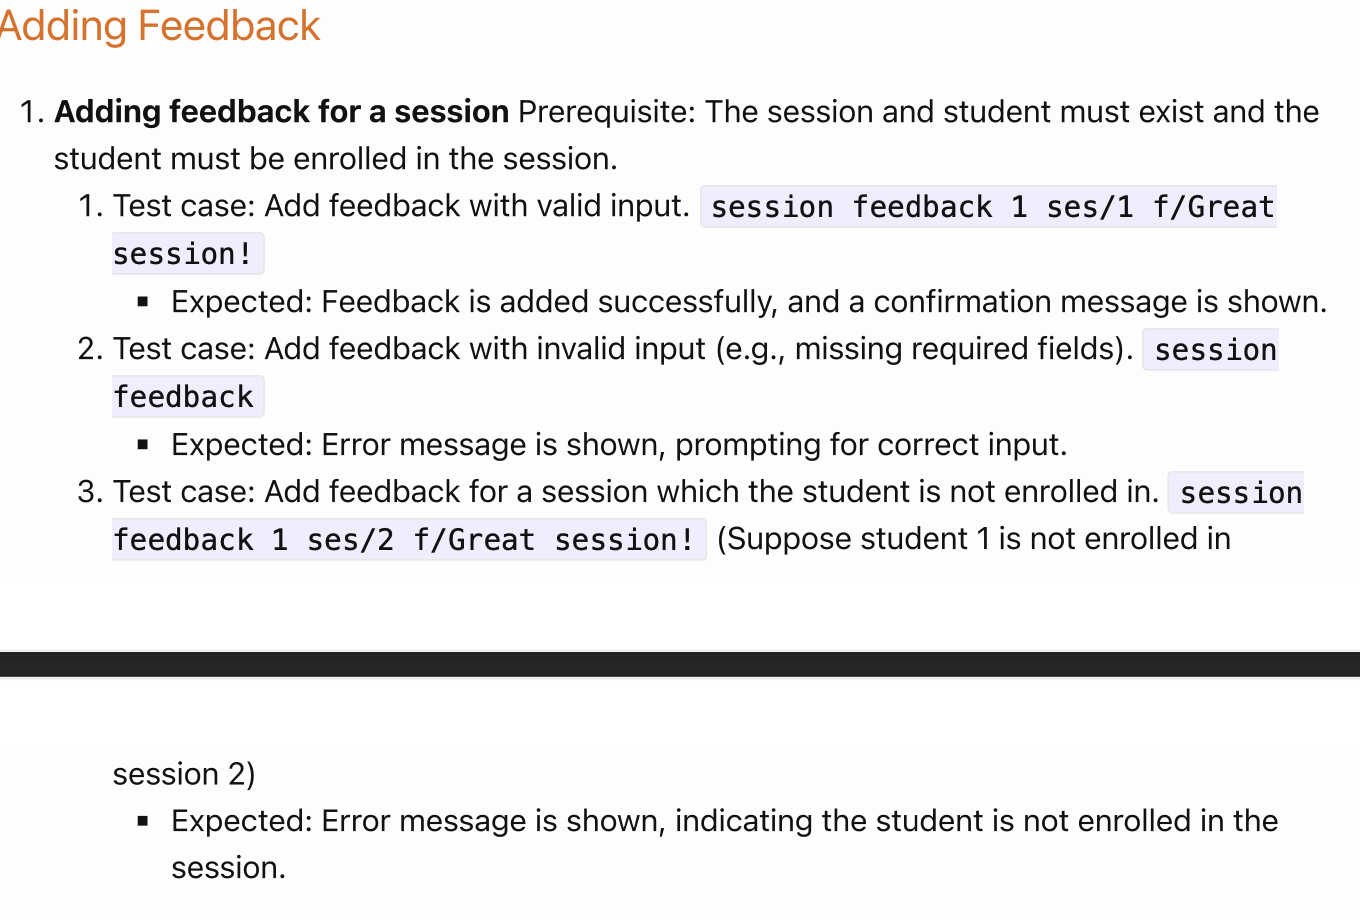 Adding Feedback
1. Adding feedback for a session Prerequisite: The session and student must exist and the
student must be enrolled in the session.
1. Test case: Add feedback with valid input. session feedback 1 ses/1 f/Great
session!
▪ Expected: Feedback is added successfully, and a confirmation message is shown.
2. Test case: Add feedback with invalid input (e.g., missing required fields). session
feedback
▪ Expected: Error message is shown, prompting for correct input.
3. Test case: Add feedback for a session which the student is not enrolled in. session
feedback 1 ses/2 f/Great session! (Suppose student 1 is not enrolled in
session 2)
▪ Expected: Error message is shown, indicating the student is not enrolled in the
session.